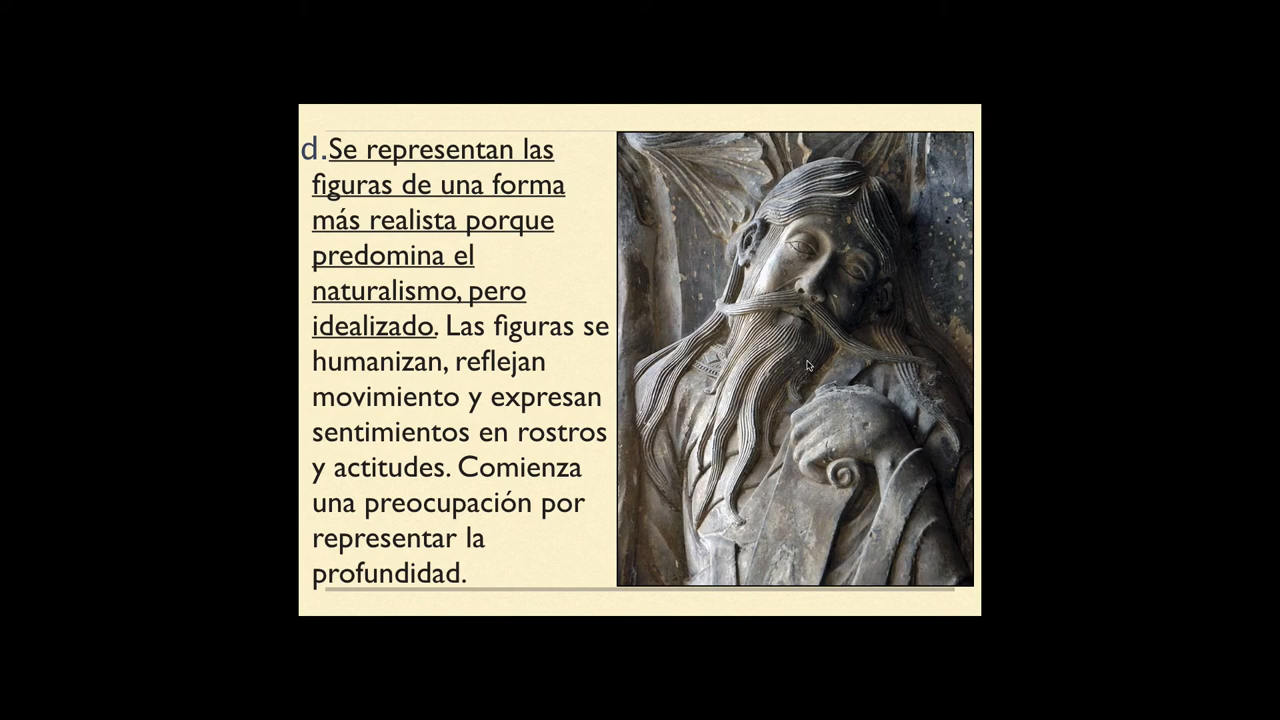 d.Se representan las
figuras de una forma
más realista porque
predomina el
naturalismo, pero
idealizado. Las figuras se
humanizan, reflejan
movimiento y expresan
sentimientos en rostros
y actitudes. Comienza
una preocupación por
representar la
profundidad.